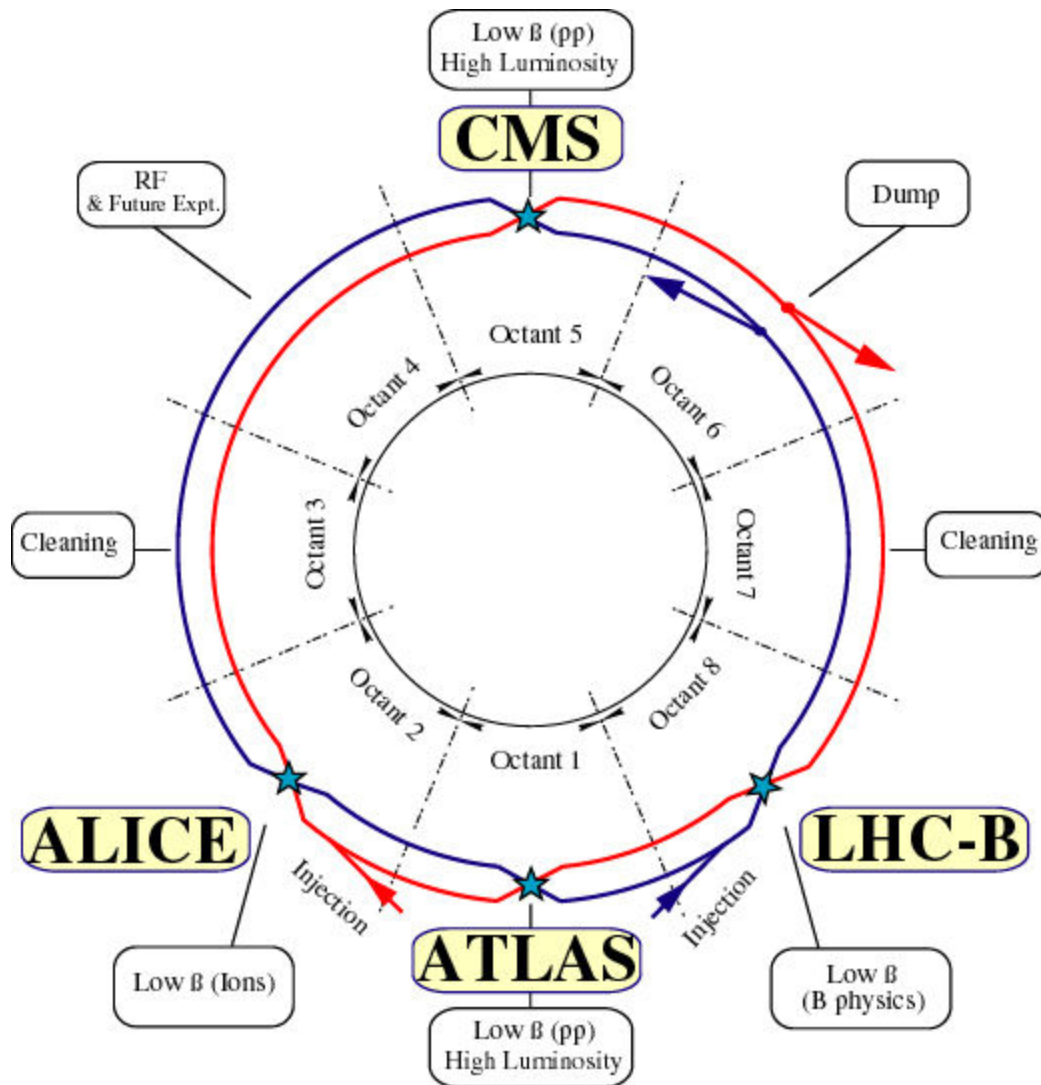 Low ß (pp)
High Luminosity
CMS
RF
& Future Expt.
Dump
Octant 5
Octant 4
Octant 6
Cleaning
Octant 3
Octant 7
Cleaning
Octant 2
Octant 8
Octant 1
ALICE
LHC-B
Injection
Injection
ATLAS
Low ß (Ions)
Low ß
(B physics)
Low ß (pp)
High Luminosity